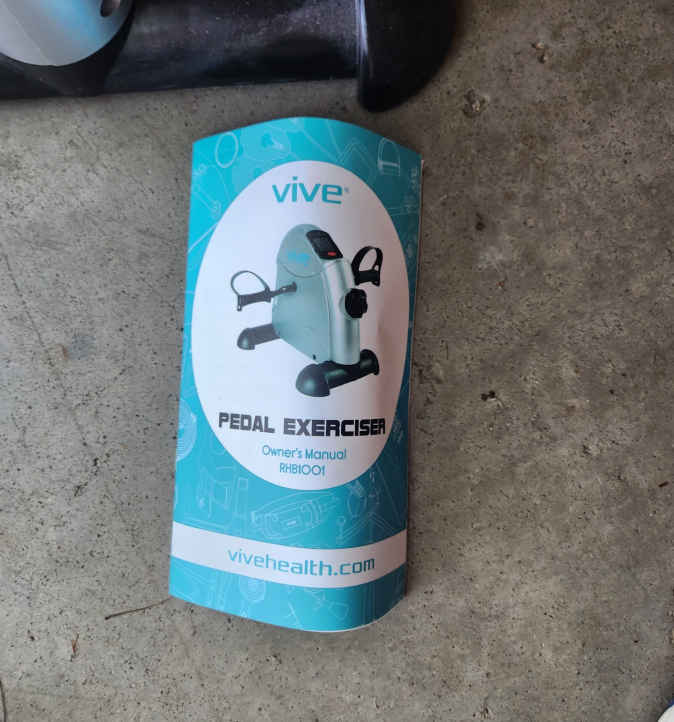 vive®
PEDAL EXERCISER
Owner's Manual
RHB1001
vivehealth.com